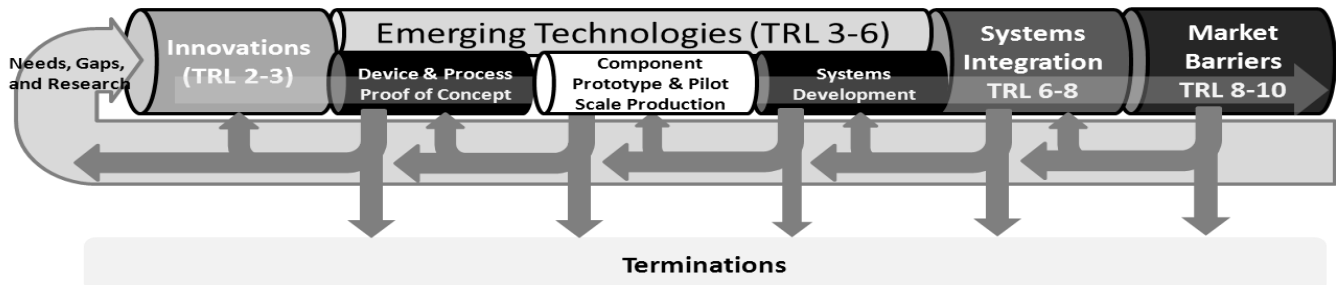 Needs, Gaps,
and Research
Innovations
(TRL 2-3)
Emerging Technologies (TRL 3-6)
Device & Process
Proof of Concept
Component
Prototype & Pilot
Scale Production
Systems
Development
Systems
Integration
TRL 6-8
Market
Barriers
TRL 8-10
Terminations